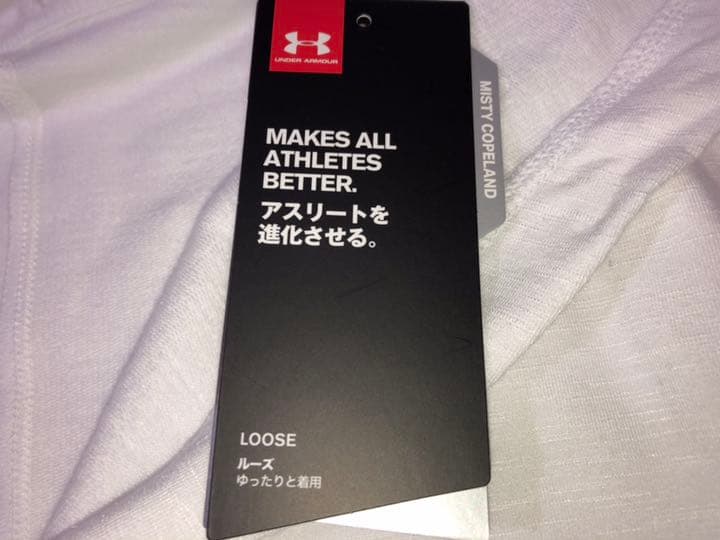 UNDER ARMOUR
MISTY COPELAND
MAKES ALL
ATHLETES
BETTER.
アスリートを
進化させる。
LOOSE
ルーズ
ゆったりと着用